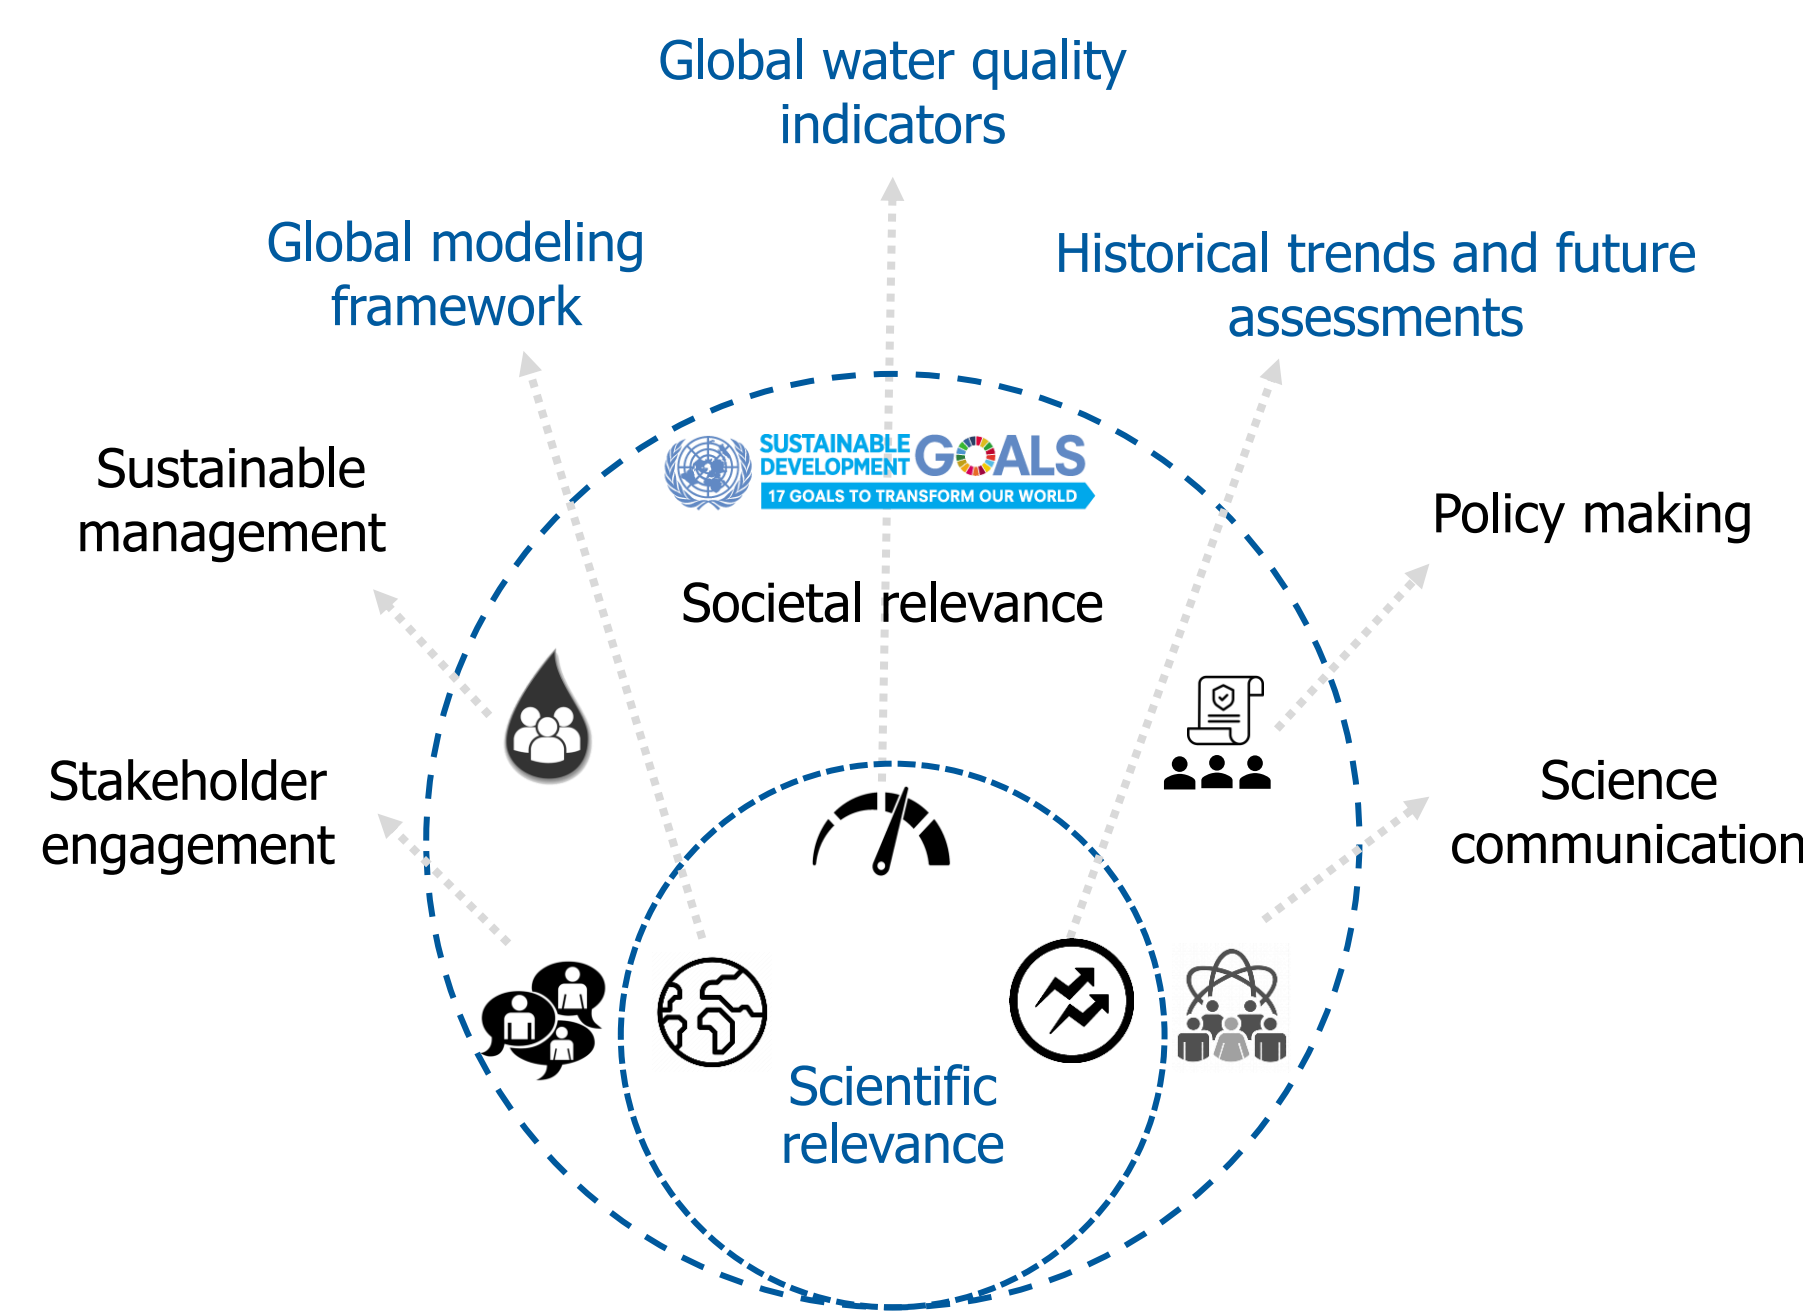 Global water quality
indicators
Global modeling
framework
Historical trends and future
assessments
SUSTAINABLE
DEVELOPMENT
GOALS
17 GOALS TO TRANSFORM OUR WORLD
Sustainable
management
Policy making
Societal relevance
Stakeholder
engagement
Science
communication
Scientific
relevance